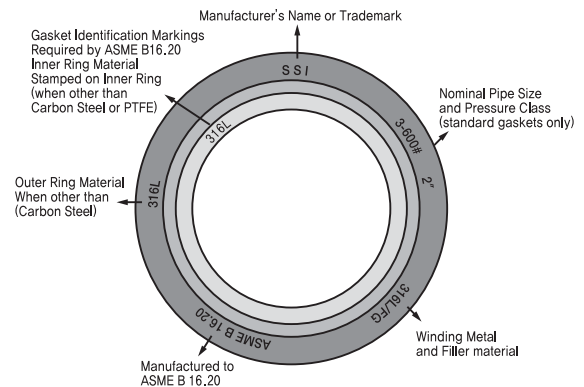 Manufacturer's Name or Trademark
Gasket Identification Markings
Required by ASME B16.20
Inner Ring Material
Stamped on Inner Ring
(when other than
Carbon Steel or PTFE)
SSI
Nominal Pipe Size
and Pressure Class
(standard gaskets only)
3-600#
2"
316L
Outer Ring Material
When other than
(Carbon Steel)
316L
316L/FG
ASME B 16.20
Winding Metal
and Filler material
Manufactured to
ASME B 16.20